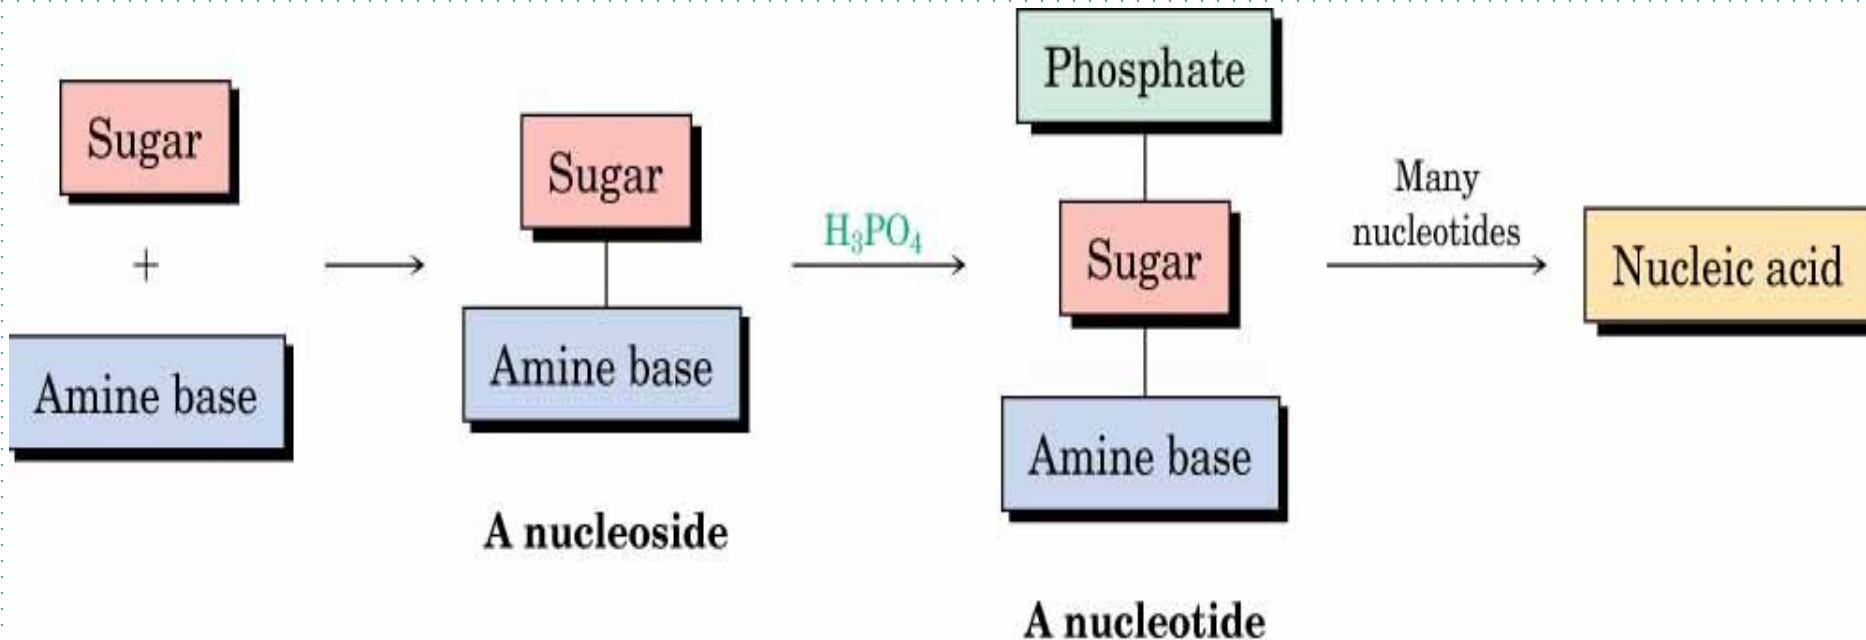 Sugar
+
Amine base
Sugar
Amine base
A nucleoside
H₃PO₄
Phosphate
Sugar
Amine base
A nucleotide
Many
nucleotides
Nucleic acid